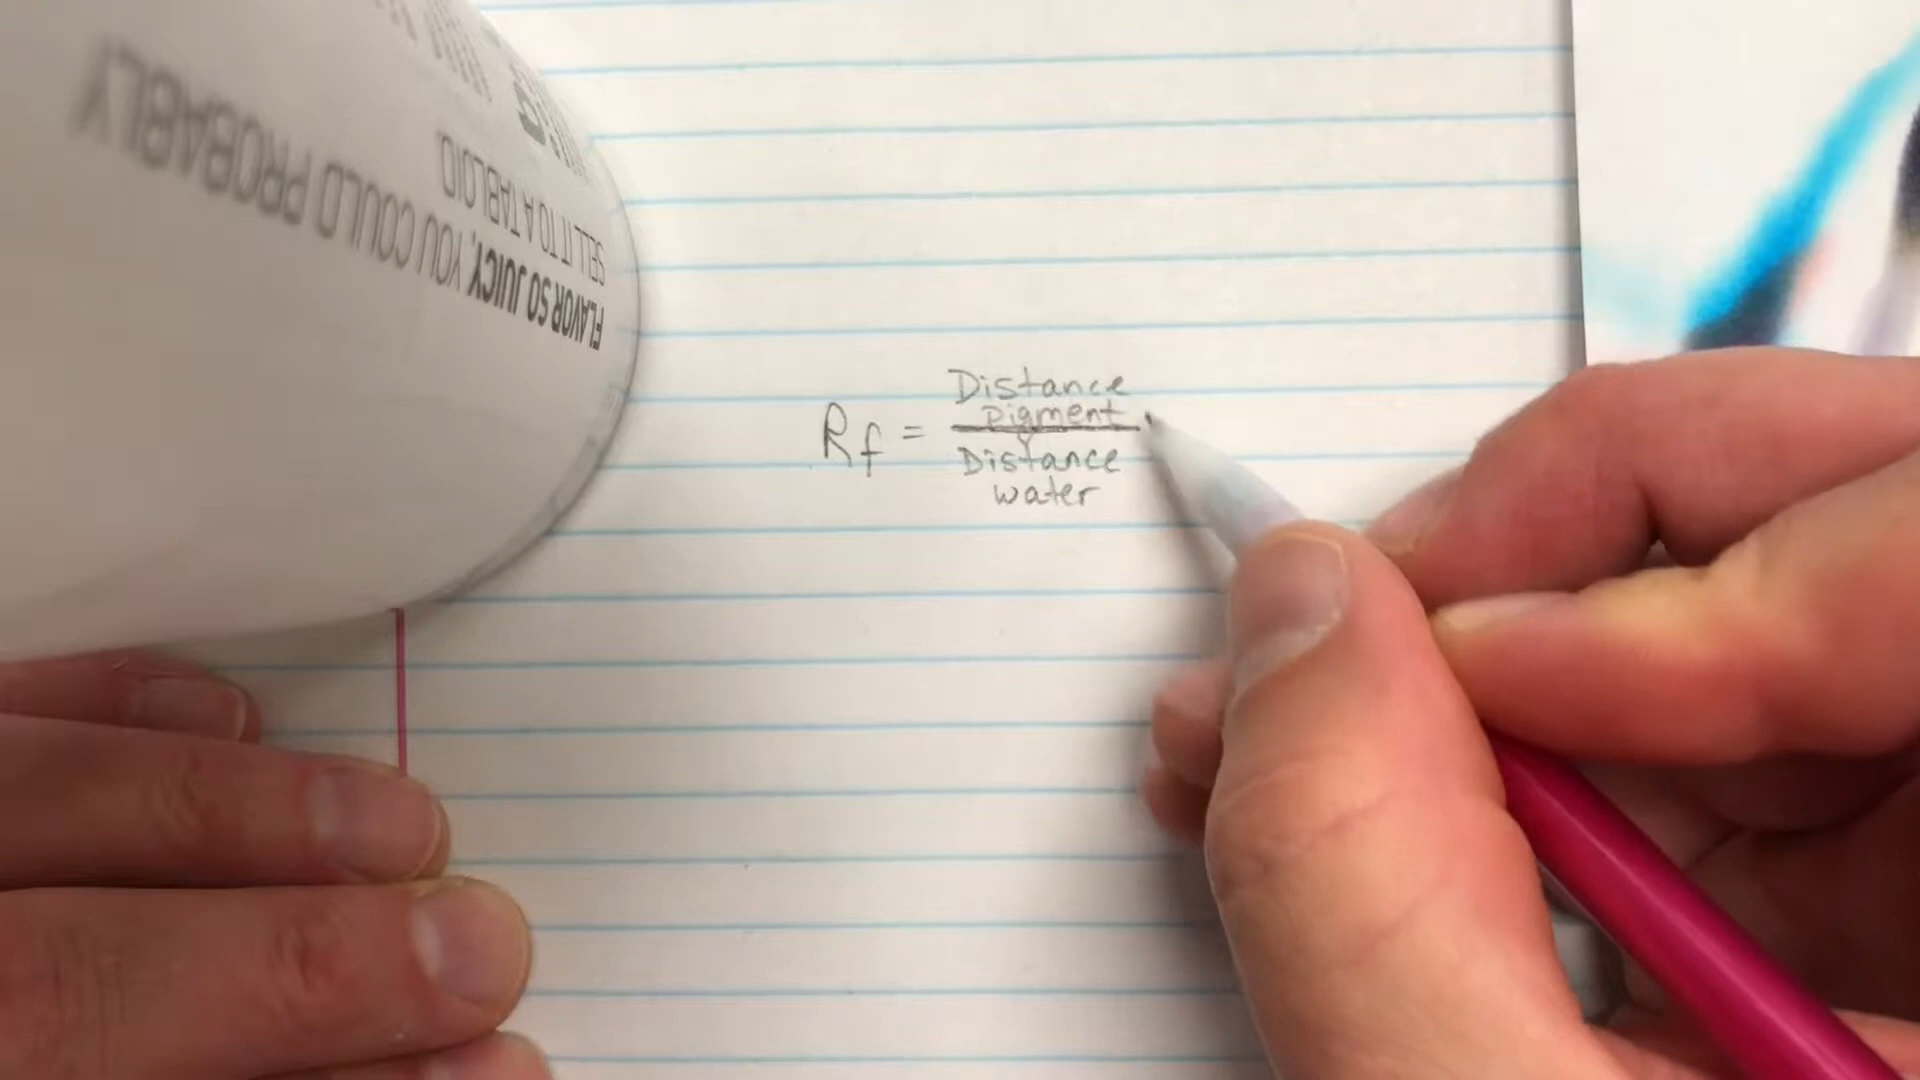 FLAVOR SO JUICY, YOU COULD PROBABLY
SELL IT TO A TABLOID.
Rf = Distance
pigment
Distance
water